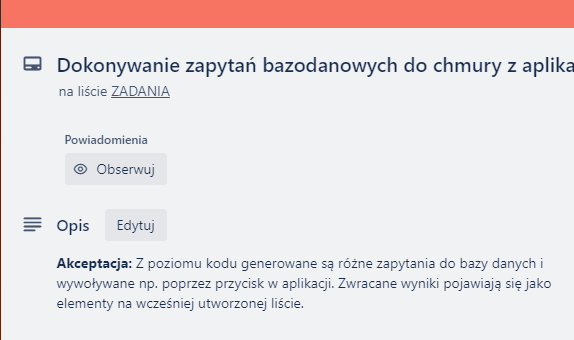 Dokonywanie zapytań bazodanowych do chmury z aplika
na liście ZADANIA
Powiadomienia
Obserwuj
Opis Edytuj
Akceptacja: Z poziomu kodu generowane są różne zapytania do bazy danych i
wywoływane np. poprzez przycisk w aplikacji. Zwracane wyniki pojawiają się jako
elementy na wcześniej utworzonej liście.